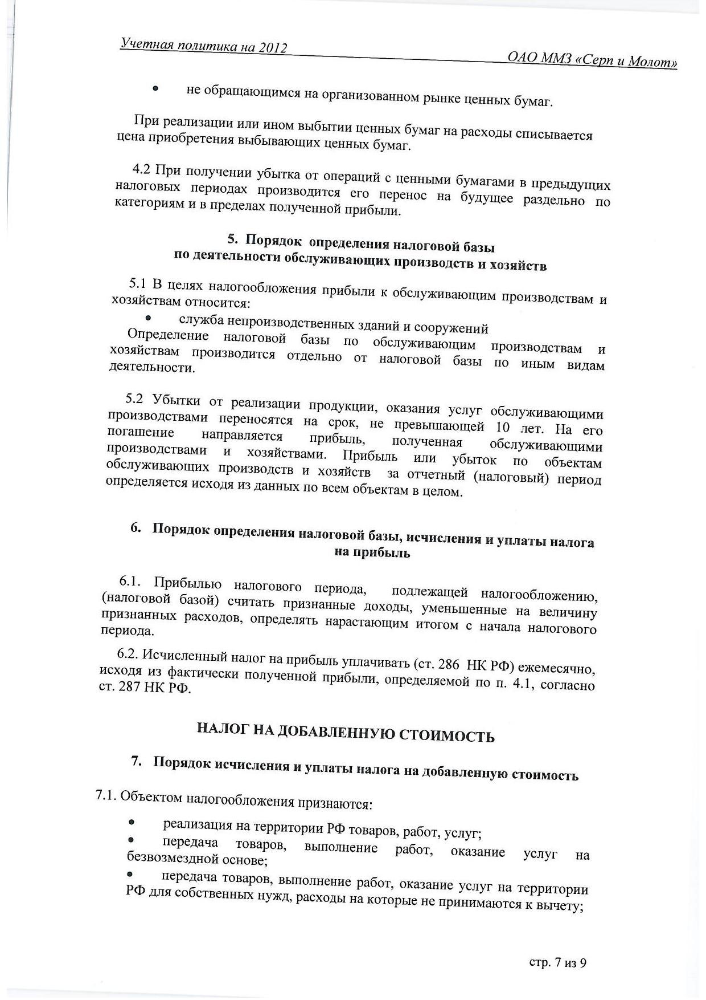 Учетная политика на 2012
ОАО ММЗ «Серп и Молот»
• не обращающимся на организованном рынке ценных бумаг.
При реализации или ином выбытии ценных бумаг на расходы списывается
цена приобретения выбывающих ценных бумаг.
4.2 При получении убытка от операций с ценными бумагами в предыдущих
налоговых периодах производится его перенос на будущее раздельно по
категориям и в пределах полученной прибыли.
5. Порядок определения налоговой базы
по деятельности обслуживающих производств и хозяйств
5.1 В целях налогообложения прибыли к обслуживающим производствам и
хозяйствам относится:
• служба непроизводственных зданий и сооружений
Определение налоговой базы по обслуживающим производствам и
хозяйствам производится отдельно от налоговой базы по иным видам
деятельности.
5.2 Убытки от реализации продукции, оказания услуг обслуживающими
производствами переносятся на срок, не превышающей 10 лет. На его
погашение направляется прибыль, полученная обслуживающими
производствами и хозяйствами. Прибыль или убыток по объектам
обслуживающих производств и хозяйств за отчетный (налоговый) период
определяется исходя из данных по всем объектам в целом.
6. Порядок определения налоговой базы, исчисления и уплаты налога
на прибыль
6.1. Прибылью налогового периода, подлежащей налогообложению,
(налоговой базой) считать признанные доходы, уменьшенные на величину
признанных расходов, определять нарастающим итогом с начала налогового
периода.
6.2. Исчисленный налог на прибыль уплачивать (ст. 286 НК РФ) ежемесячно,
исходя из фактически полученной прибыли, определяемой по п. 4.1, согласно
ст. 287 НК РФ.
НАЛОГ НА ДОБАВЛЕННУЮ СТОИМОСТЬ
7. Порядок исчисления и уплаты налога на добавленную стоимость
7.1. Объектом налогообложения признаются:
• реализация на территории РФ товаров, работ, услуг;
• передача товаров, выполнение работ, оказание услуг на
безвозмездной основе;
• передача товаров, выполнение работ, оказание услуг на территории
РФ для собственных нужд, расходы на которые не принимаются к вычету;
стр. 7 из 9